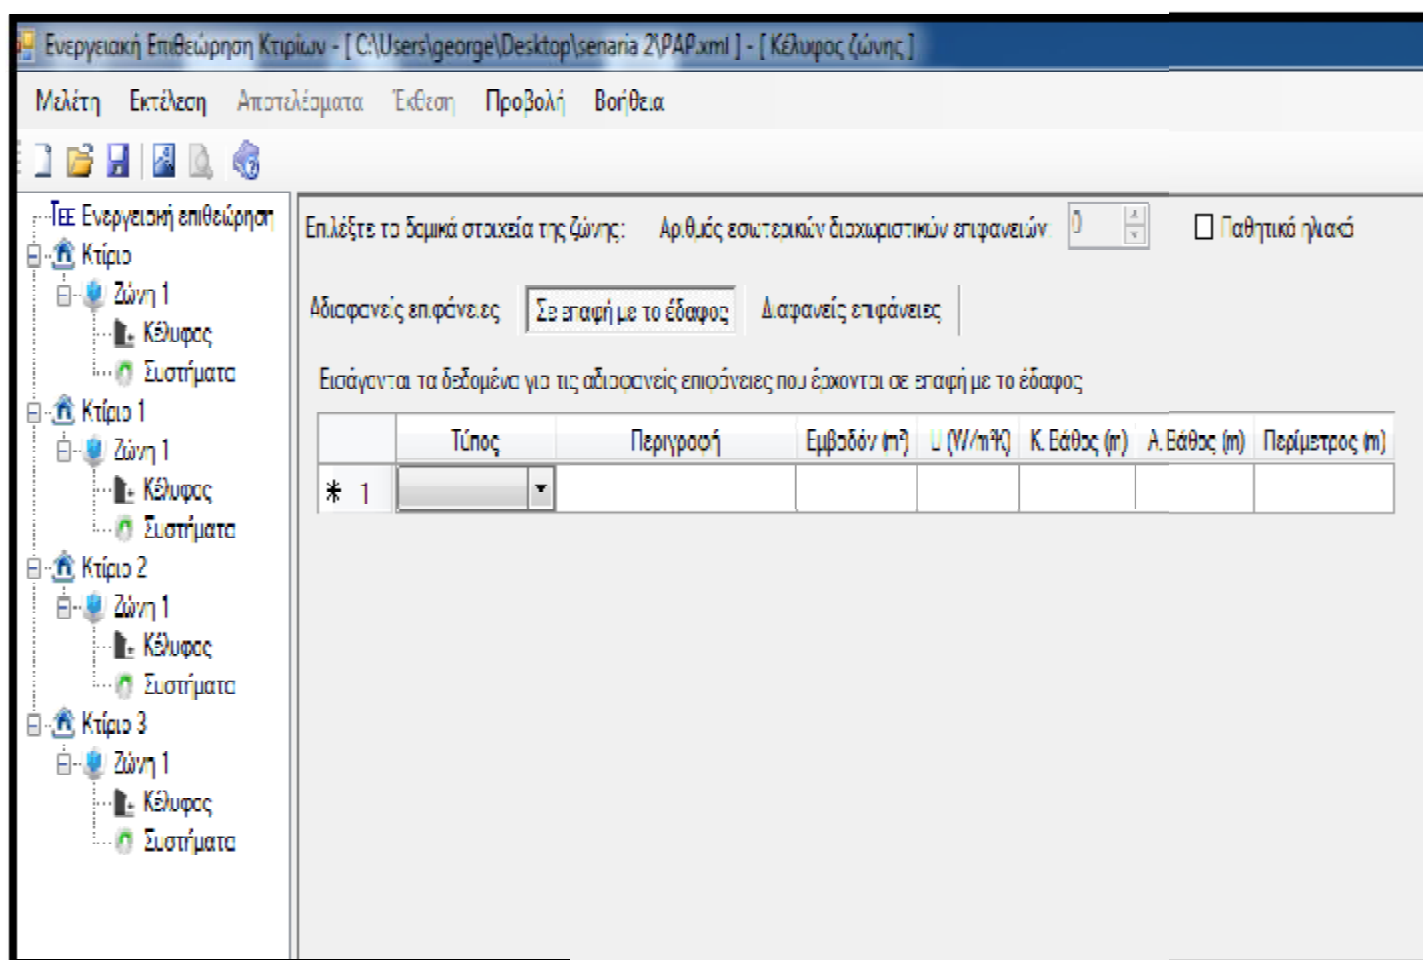 Ενεργειακή Επιθεώρηση Κτιρίων - [ C:\Users\george\Desktop\senaria 2\PAP.xml ] - [ Κέλυφος ζώνης ]
Μελέτη Εκτέλεση Αποτελέσματα Έκθεση Προβολή Βοήθεια
ΤΕΕ Ενεργειακή επιθεώρηση
Κτίριο
Ζώνη 1
Κέλυφος
Συστήματα
Κτίριο 1
Ζώνη 1
Κέλυφος
Συστήματα
Κτίριο 2
Ζώνη 1
Κέλυφος
Συστήματα
Κτίριο 3
Ζώνη 1
Κέλυφος
Συστήματα
Επιλέξτε τα δομικά στοιχεία της ζώνης: Αριθμός εσωτερικών διαχωριστικών επιφανειών: 0 Παθητικά ηλιακά
Αδιαφανείς επιφάνειες Σε επαφή με το έδαφος Διαφανείς επιφάνειες
Εισάγονται τα δεδομένα για τις αδιαφανείς επιφάνειες που έρχονται σε επαφή με το έδαφος
Τύπος Περιγραφή Εμβαδόν (m²) U (W/m²K) Κ. Βάθος (m) Α. Βάθος (m) Περίμετρος (m)
* 1